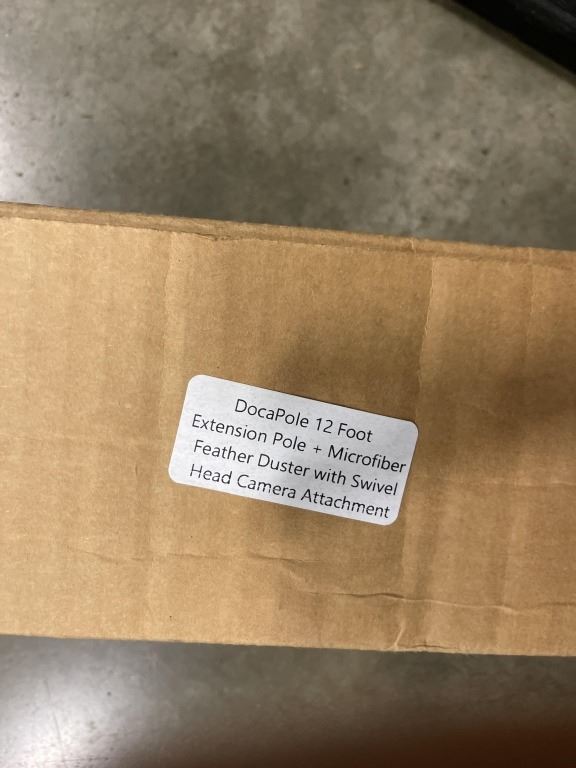 DocaPole 12 Foot
Extension Pole + Microfiber
Feather Duster with Swivel
Head Camera Attachment